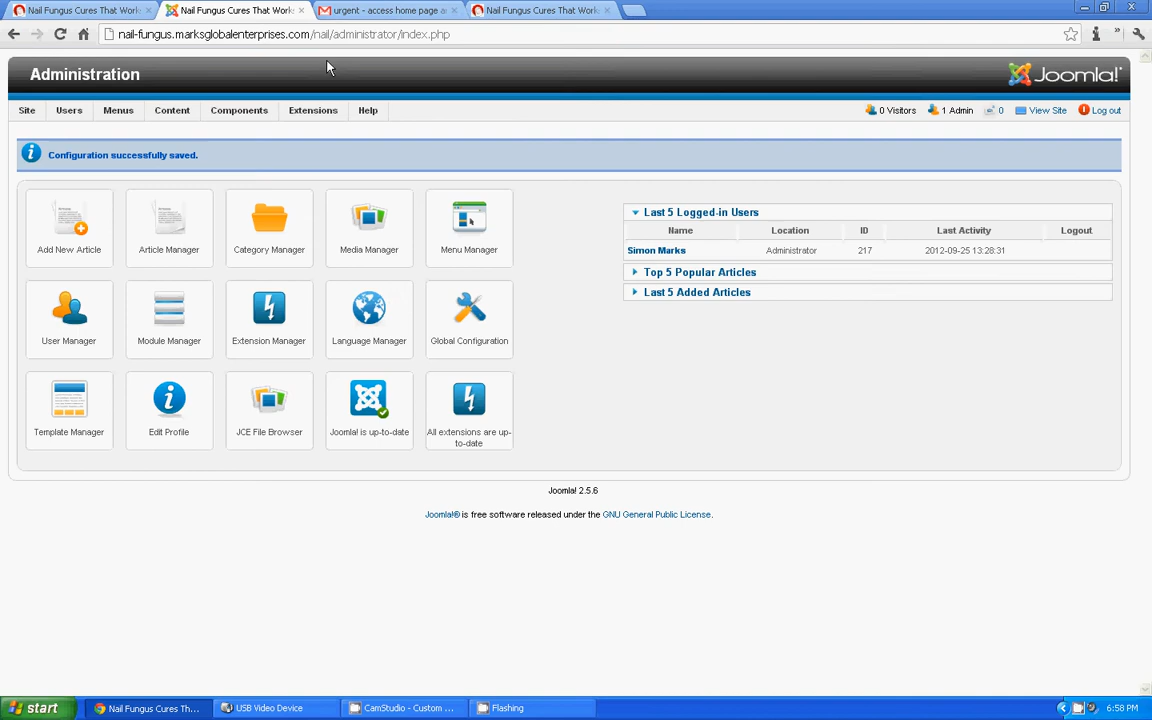 Nail Fungus Cures That Work
Nail Fungus Cures That Work
urgent - access home page a
Nail Fungus Cures That Work
nail-fungus.marksglobalenterprises.com/nail/administrator/index.php
Administration
Joomla!
Site Users Menus Content Components Extensions Help
0 Visitors 1 Admin 0 View Site Log out
Configuration successfully saved.
Add New Article
Article Manager
Category Manager
Media Manager
Menu Manager
User Manager
Module Manager
Extension Manager
Language Manager
Global Configuration
Template Manager
Edit Profile
JCE File Browser
Joomla! is up-to-date
All extensions are up-
to-date
Last 5 Logged-in Users
Name Location ID Last Activity Logout
Simon Marks Administrator 217 2012-09-25 13:28:31
Top 5 Popular Articles
Last 5 Added Articles
Joomla! 2.5.6
Joomla!® is free software released under the GNU General Public License.
start
Nail Fungus Cures Th...
USB Video Device
CamStudio - Custom ...
Flashing
6:58 PM